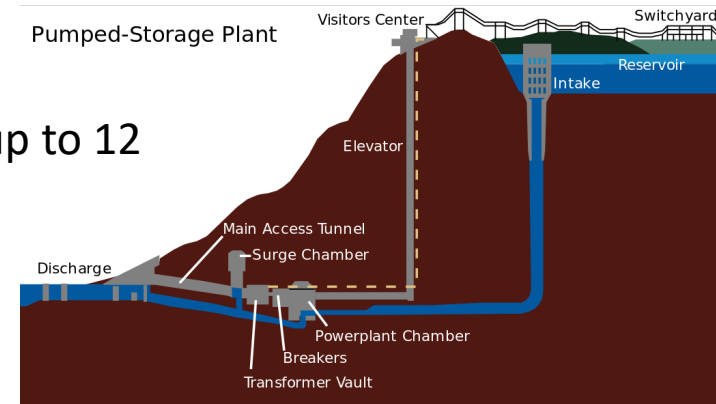 Visitors Center
Switchyard
Pumped-Storage Plant
Reservoir
Intake
to 12
Elevator
Main Access Tunnel
Surge Chamber
Discharge
Powerplant Chamber
Breakers
Transformer Vault